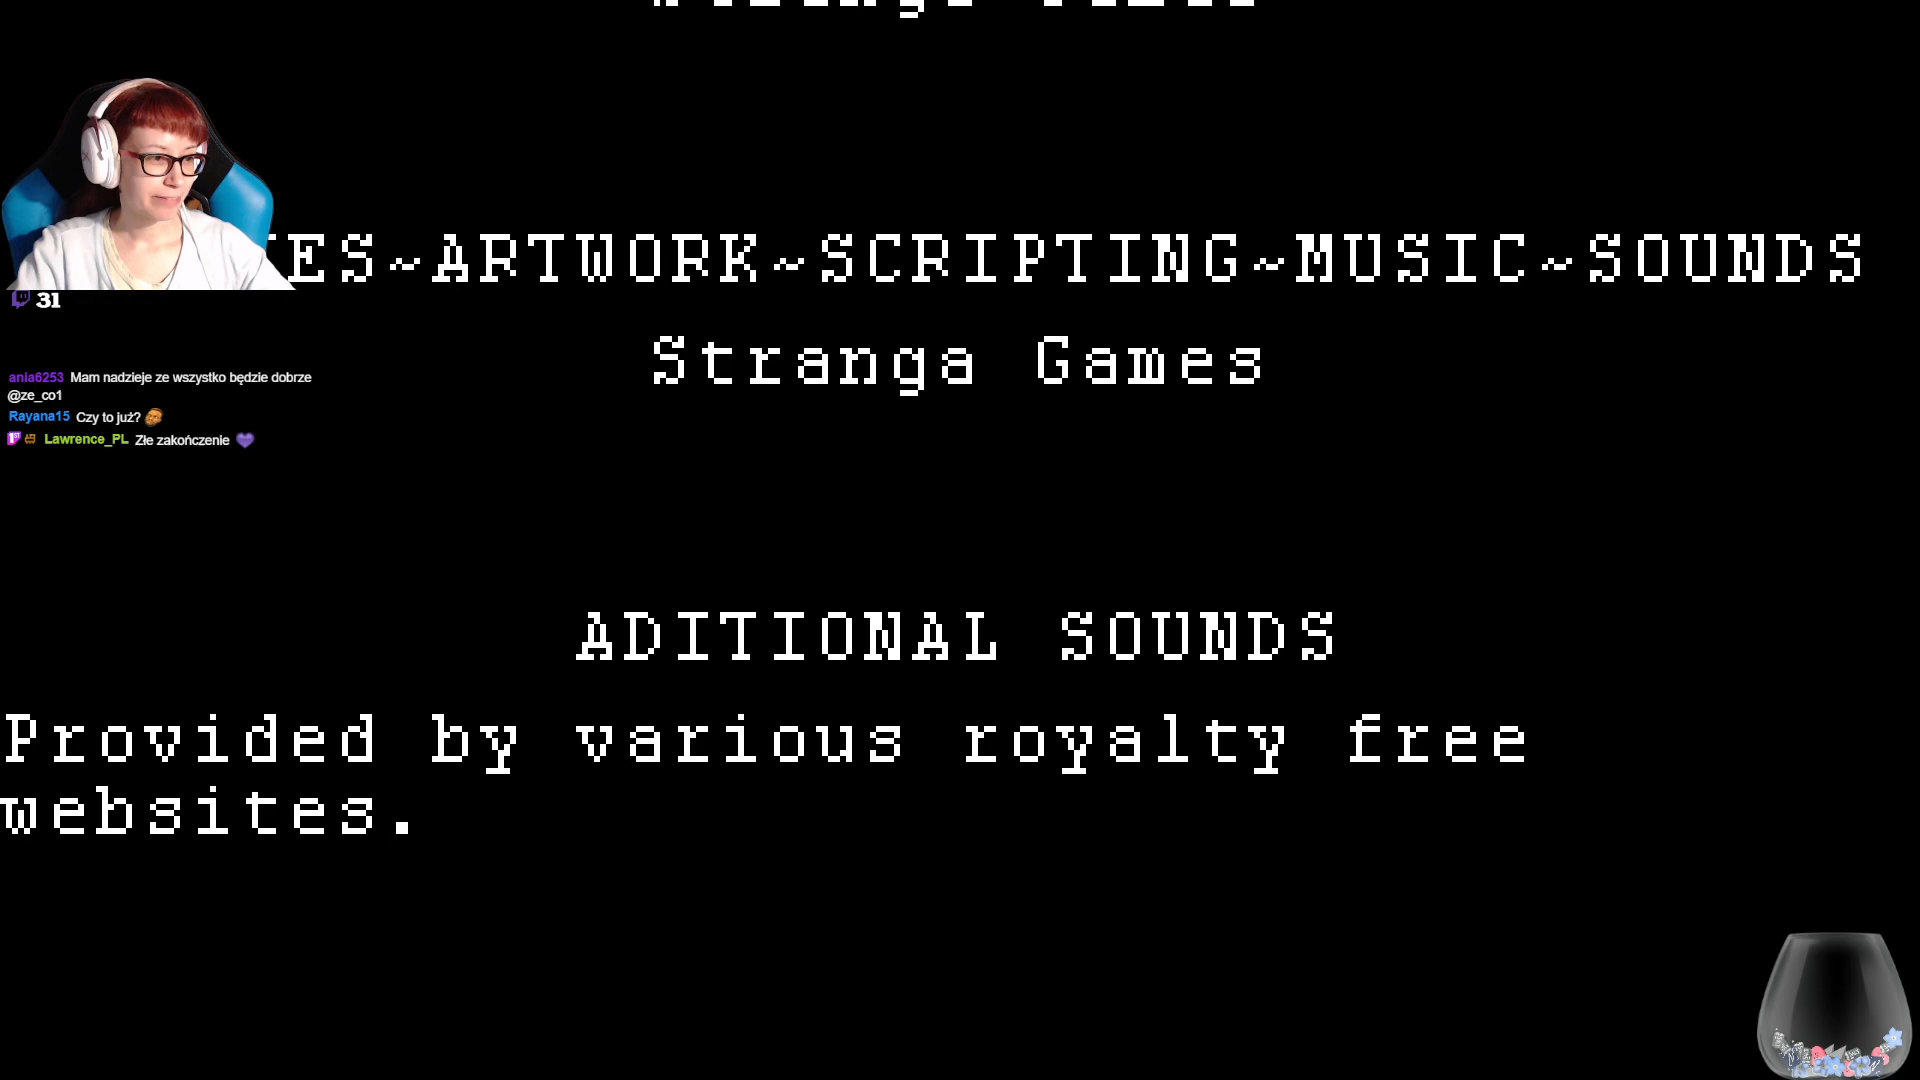 ES~ARTWORK~SCRIPTING~MUSIC~SOUNDS
31
Stranga Games
ania6253 Mam nadzieje ze wszystko będzie dobrze
@ze_co1
Rayana15 Czy to już?
Lawrence_PL Złe zakończenie
ADITIONAL SOUNDS
Provided by various royalty free
websites.